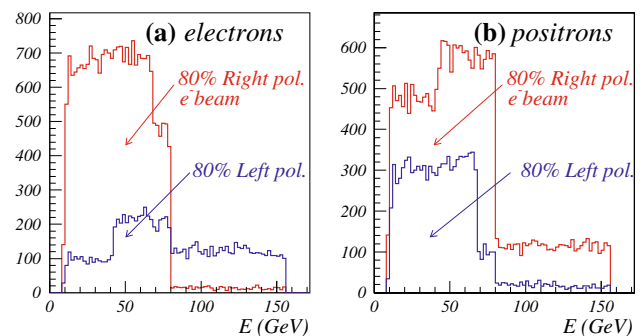 (a) electrons
80% Right pol.
e⁻beam
80% Left pol.
700
600
500
400
300
200
100
0
0
50
100
150
E (GeV)
(b) positrons
80% Right pol.
e⁻beam
80% Left pol.
600
500
400
300
200
100
0
0
50
100
150
E (GeV)